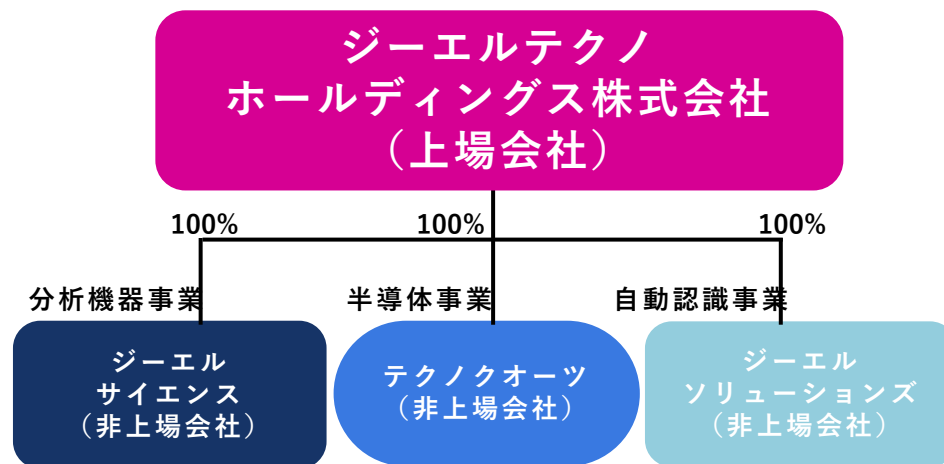 ジーエルテクノ
ホールディングス株式会社
（上場会社）
100%
100%
100%
分析機器事業
半導体事業
自動認識事業
ジーエル
サイエンス
（非上場会社）
テクノクオーツ
（非上場会社）
ジーエル
ソリューションズ
（非上場会社）